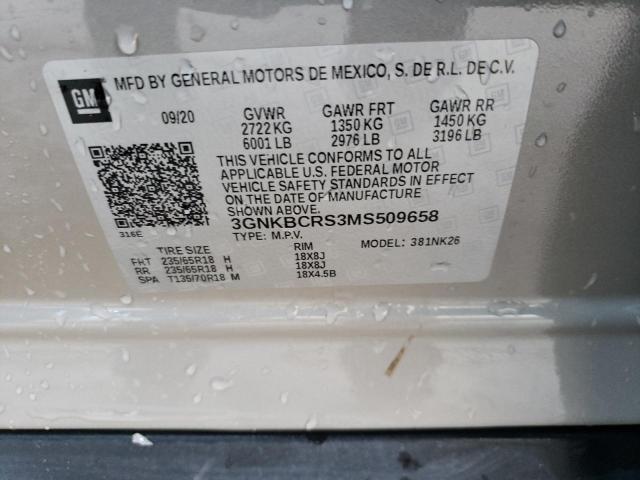 GM
MFD BY GENERAL MOTORS DE MEXICO, S. DE R.L. DE C.V.
09/20 GVWR GAWR FRT GAWR RR
2722 KG 1350 KG 1450 KG
6001 LB 2976 LB 3196 LB
THIS VEHICLE CONFORMS TO ALL
APPLICABLE U.S. FEDERAL MOTOR
VEHICLE SAFETY STANDARDS IN EFFECT
ON THE DATE OF MANUFACTURE
SHOWN ABOVE.
3GNKBCRS3MS509658
316E TYPE: M.P.V. MODEL: 381NK26
TIRE SIZE RIM
FHT 235/65R18 H 18X8J
RR 235/65R18 H 18X8J
SPA T135/70R18 M 18X4.5B